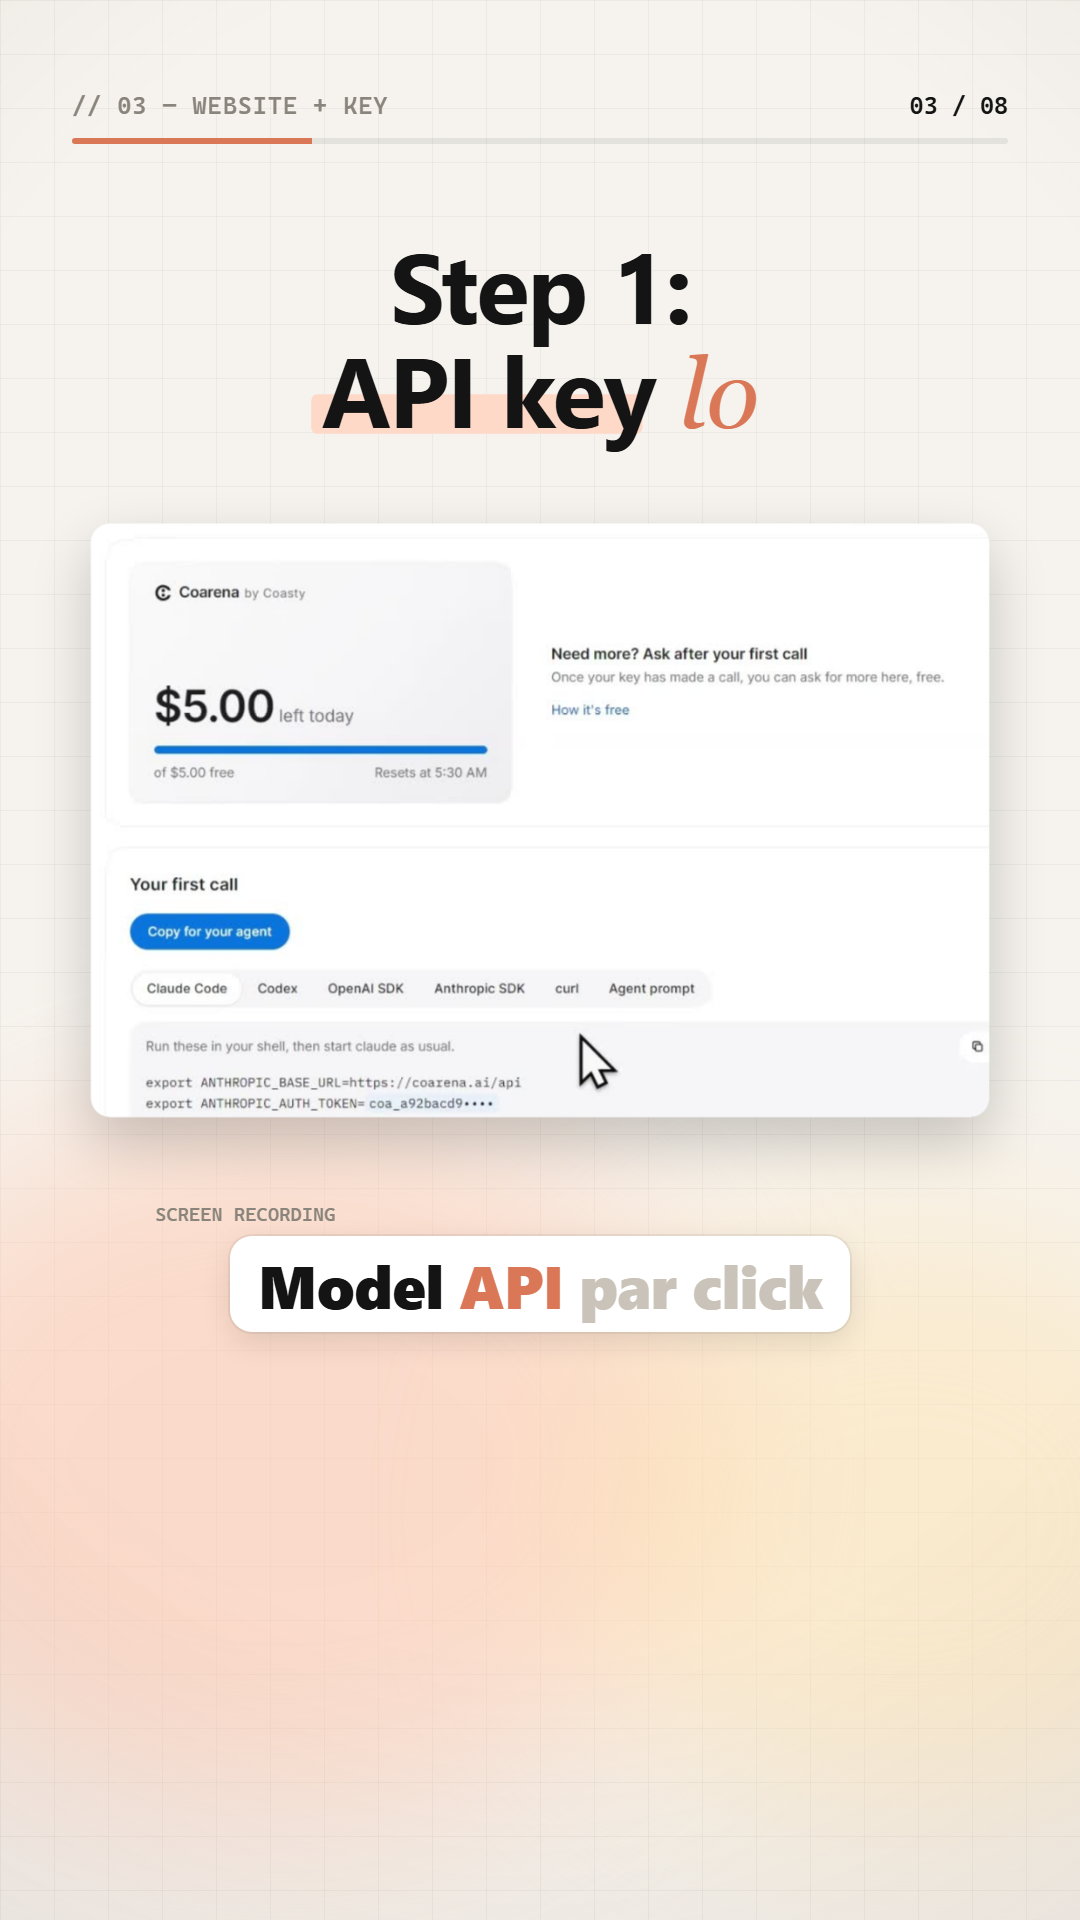 // 03 — WEBSITE + KEY
03 / 08
Step 1:
API key lo
Coarena by Coasty
$5.00 left today
of $5.00 free
Resets at 5:30 AM
Need more? Ask after your first call
Once your key has made a call, you can ask for more here, free.
How it's free
Your first call
Copy for your agent
Claude Code
Codex
OpenAI SDK
Anthropic SDK
curl
Agent prompt
Run these in your shell, then start claude as usual.
export ANTHROPIC_BASE_URL=https://coarena.ai/api
export ANTHROPIC_AUTH_TOKEN=coa_a92bacd9••••
SCREEN RECORDING
Model API par click